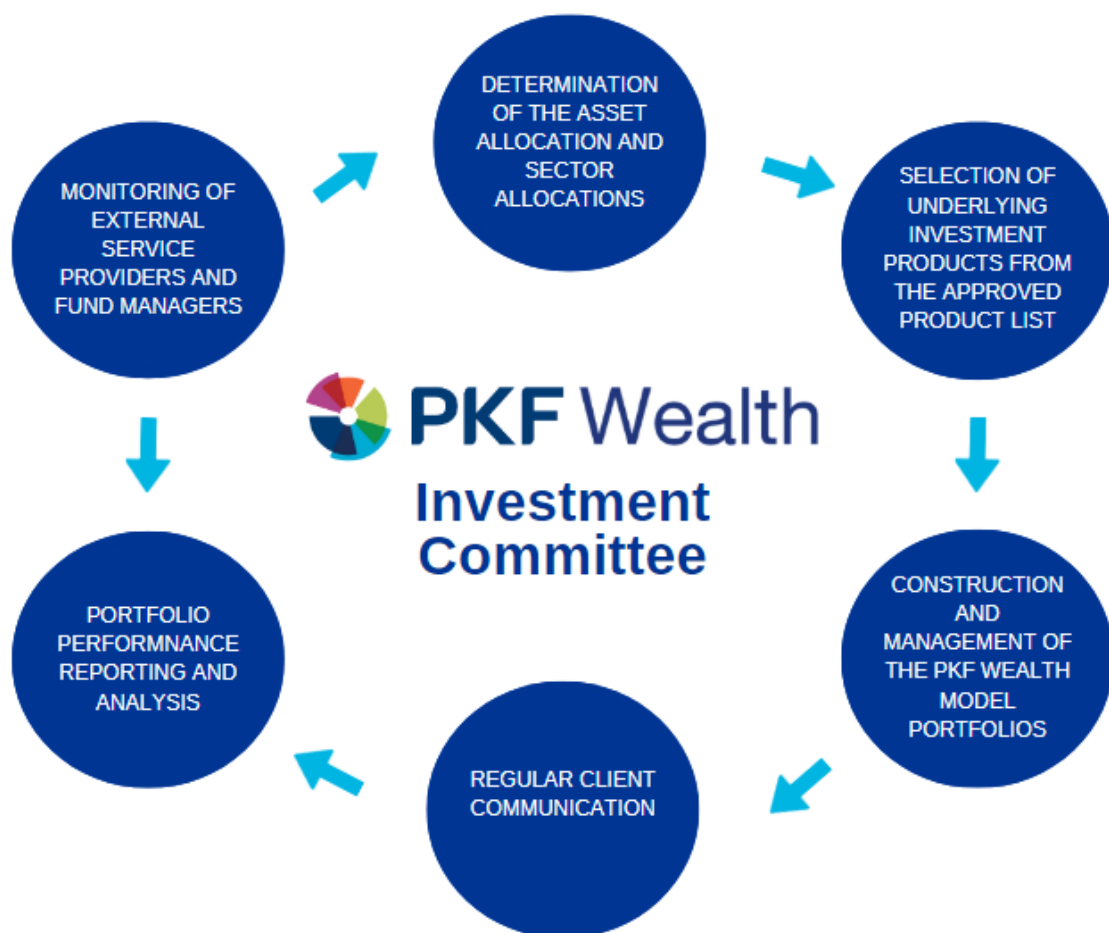 DETERMINATION
OF THE ASSET
ALLOCATION AND
SECTOR
ALLOCATIONS
SELECTION OF
UNDERLYING
INVESTMENT
PRODUCTS FROM
THE APPROVED
PRODUCT LIST
CONSTRUCTION
AND
MANAGEMENT OF
THE PKF WEALTH
MODEL
PORTFOLIOS
REGULAR CLIENT
COMMUNICATION
PORTFOLIO
PERFORMNANCE
REPORTING AND
ANALYSIS
MONITORING OF
EXTERNAL
SERVICE
PROVIDERS AND
FUND MANAGERS
PKF Wealth
Investment
Committee